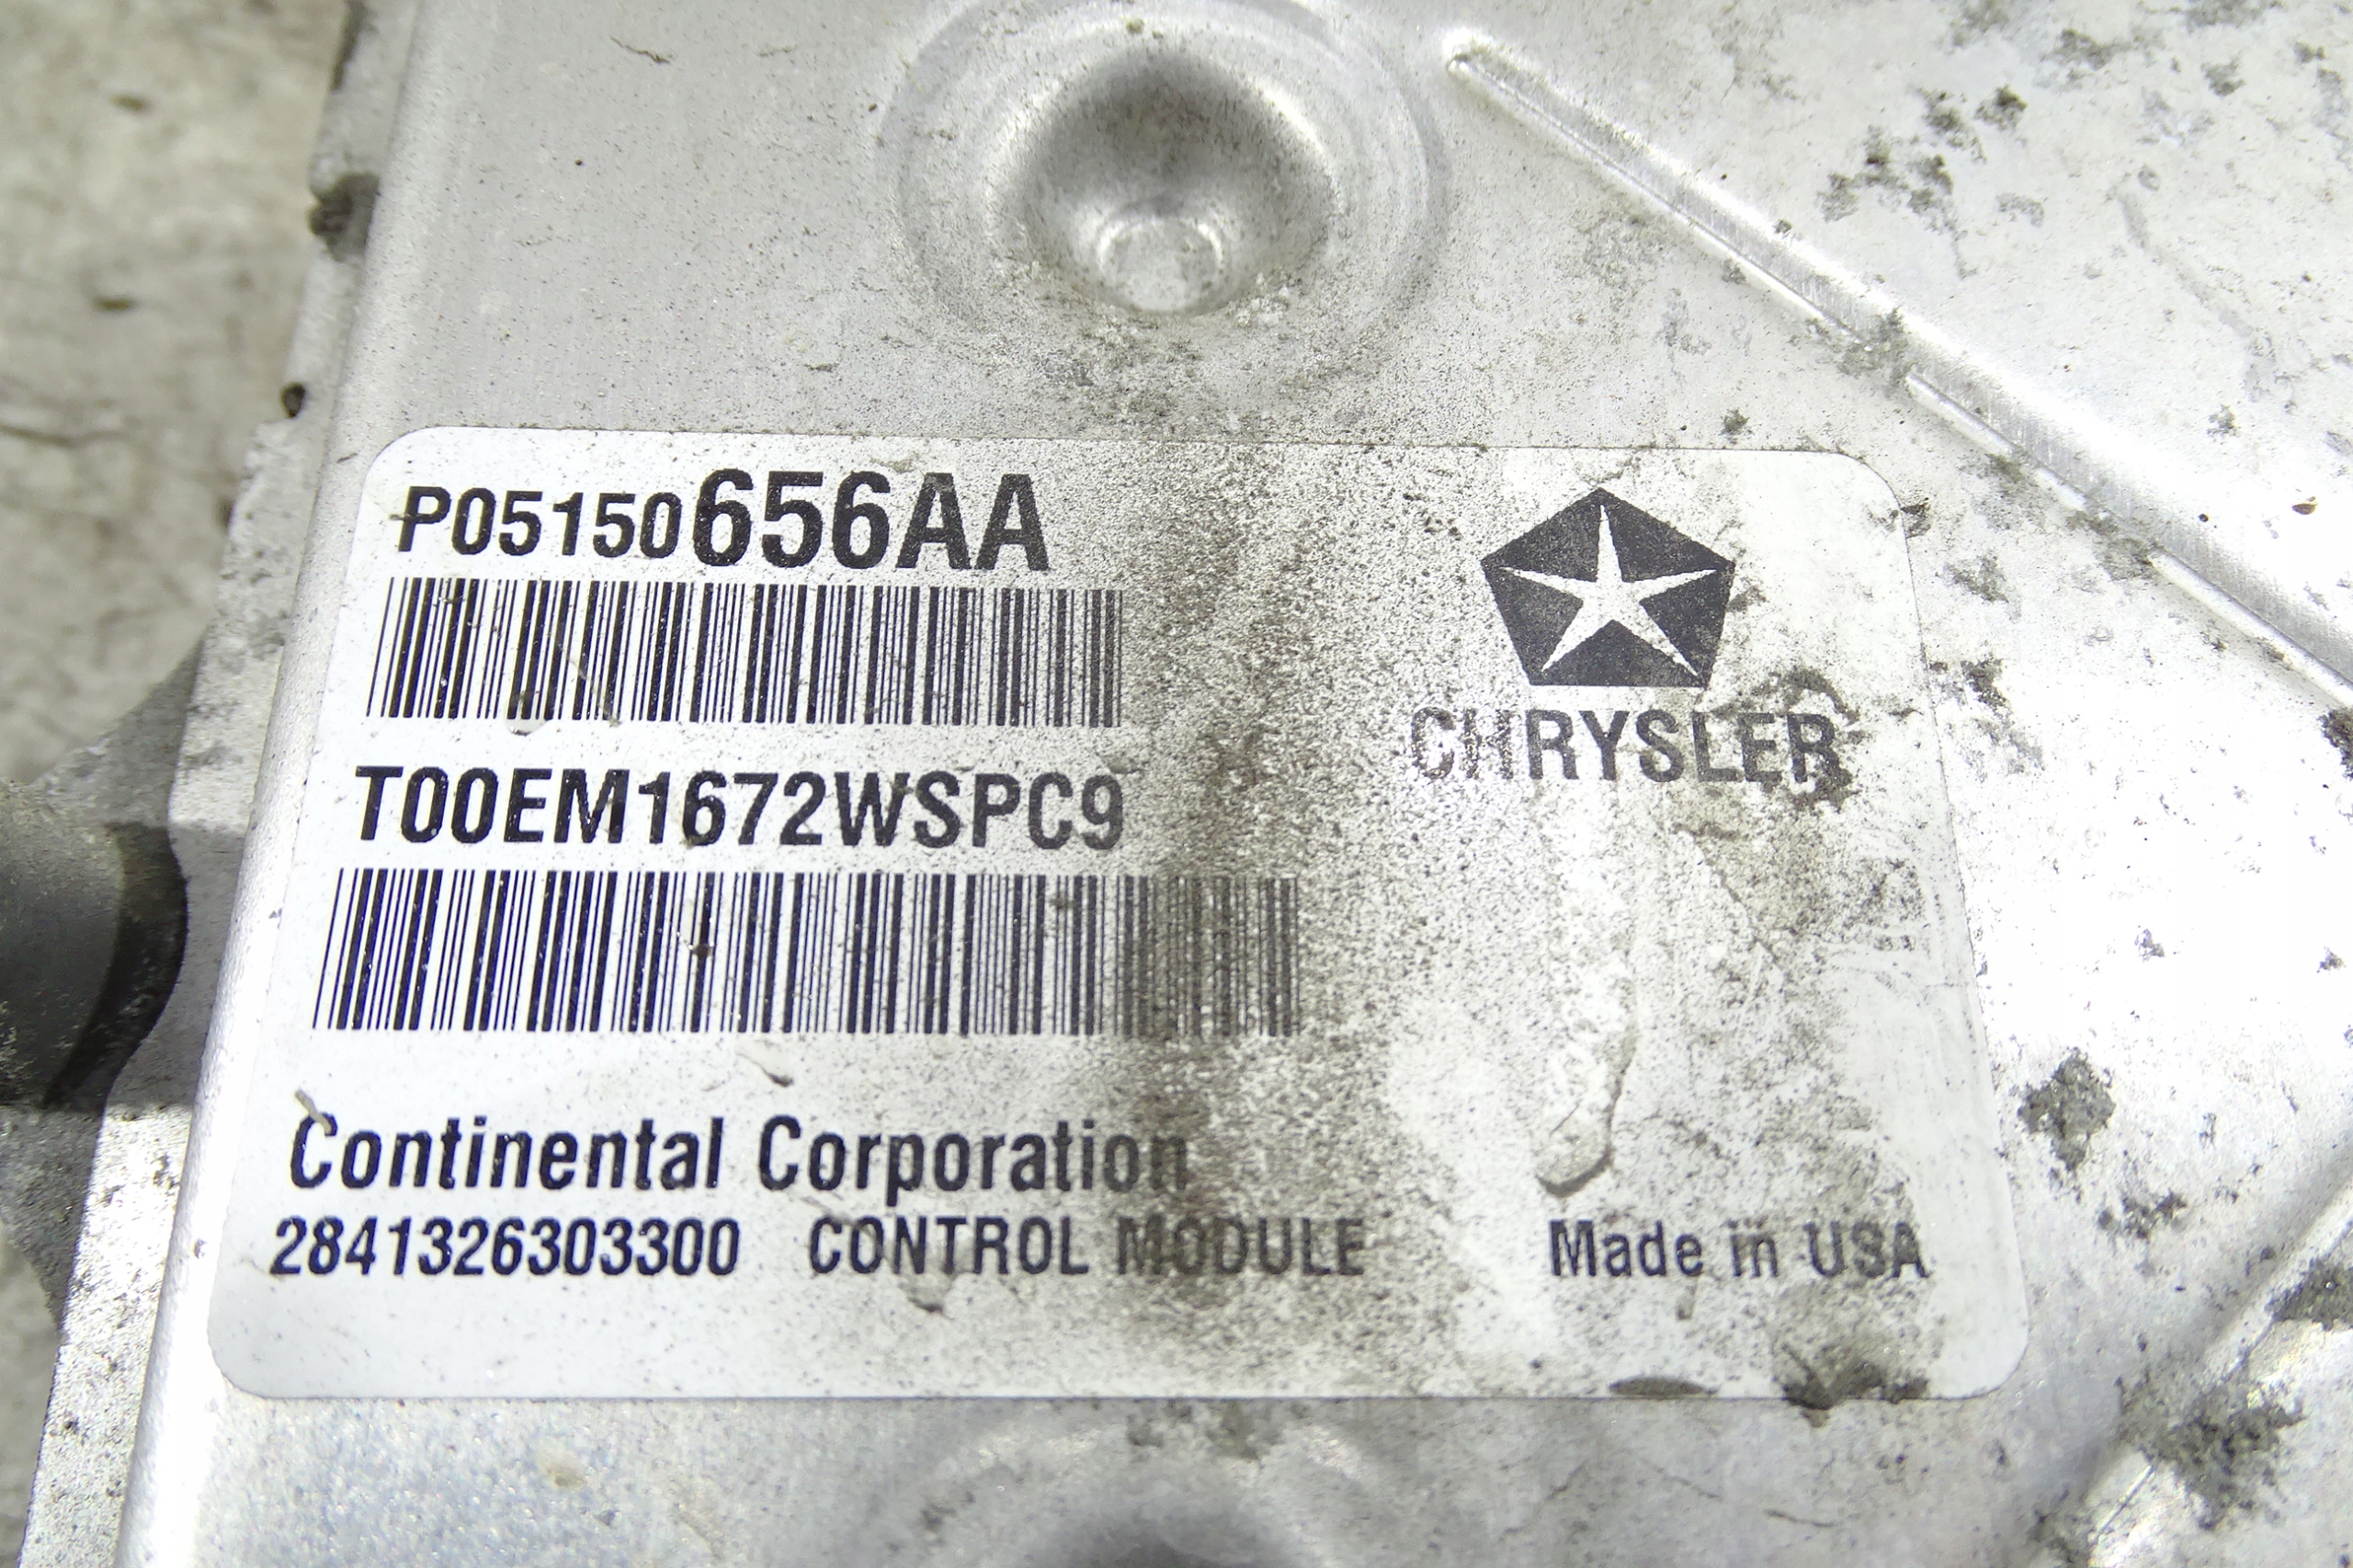 P05150656AA
CHRYSLER
T00EM1672WSPC9
Continental Corporation
2841326303300 CONTROL MODULE Made in USA